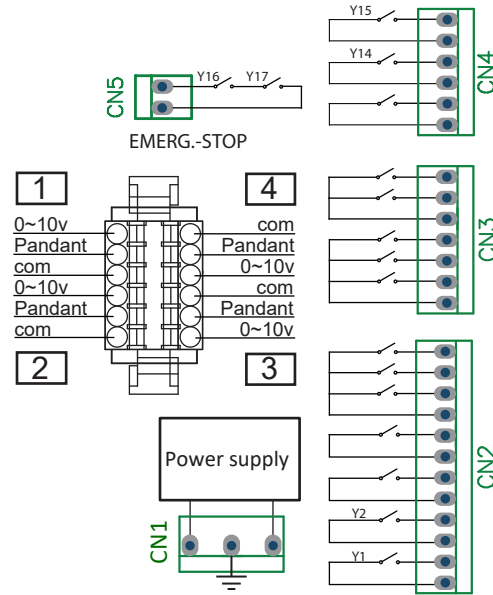 Y15
Y14
CN4
Y16 Y17
CN5
EMERG.-STOP
1
4
0~10v
Pandant
com
0~10v
Pandant
com
com
Pandant
0~10v
com
Pandant
0~10v
2
3
CN3
Power supply
CN1
CN2
Y2
Y1